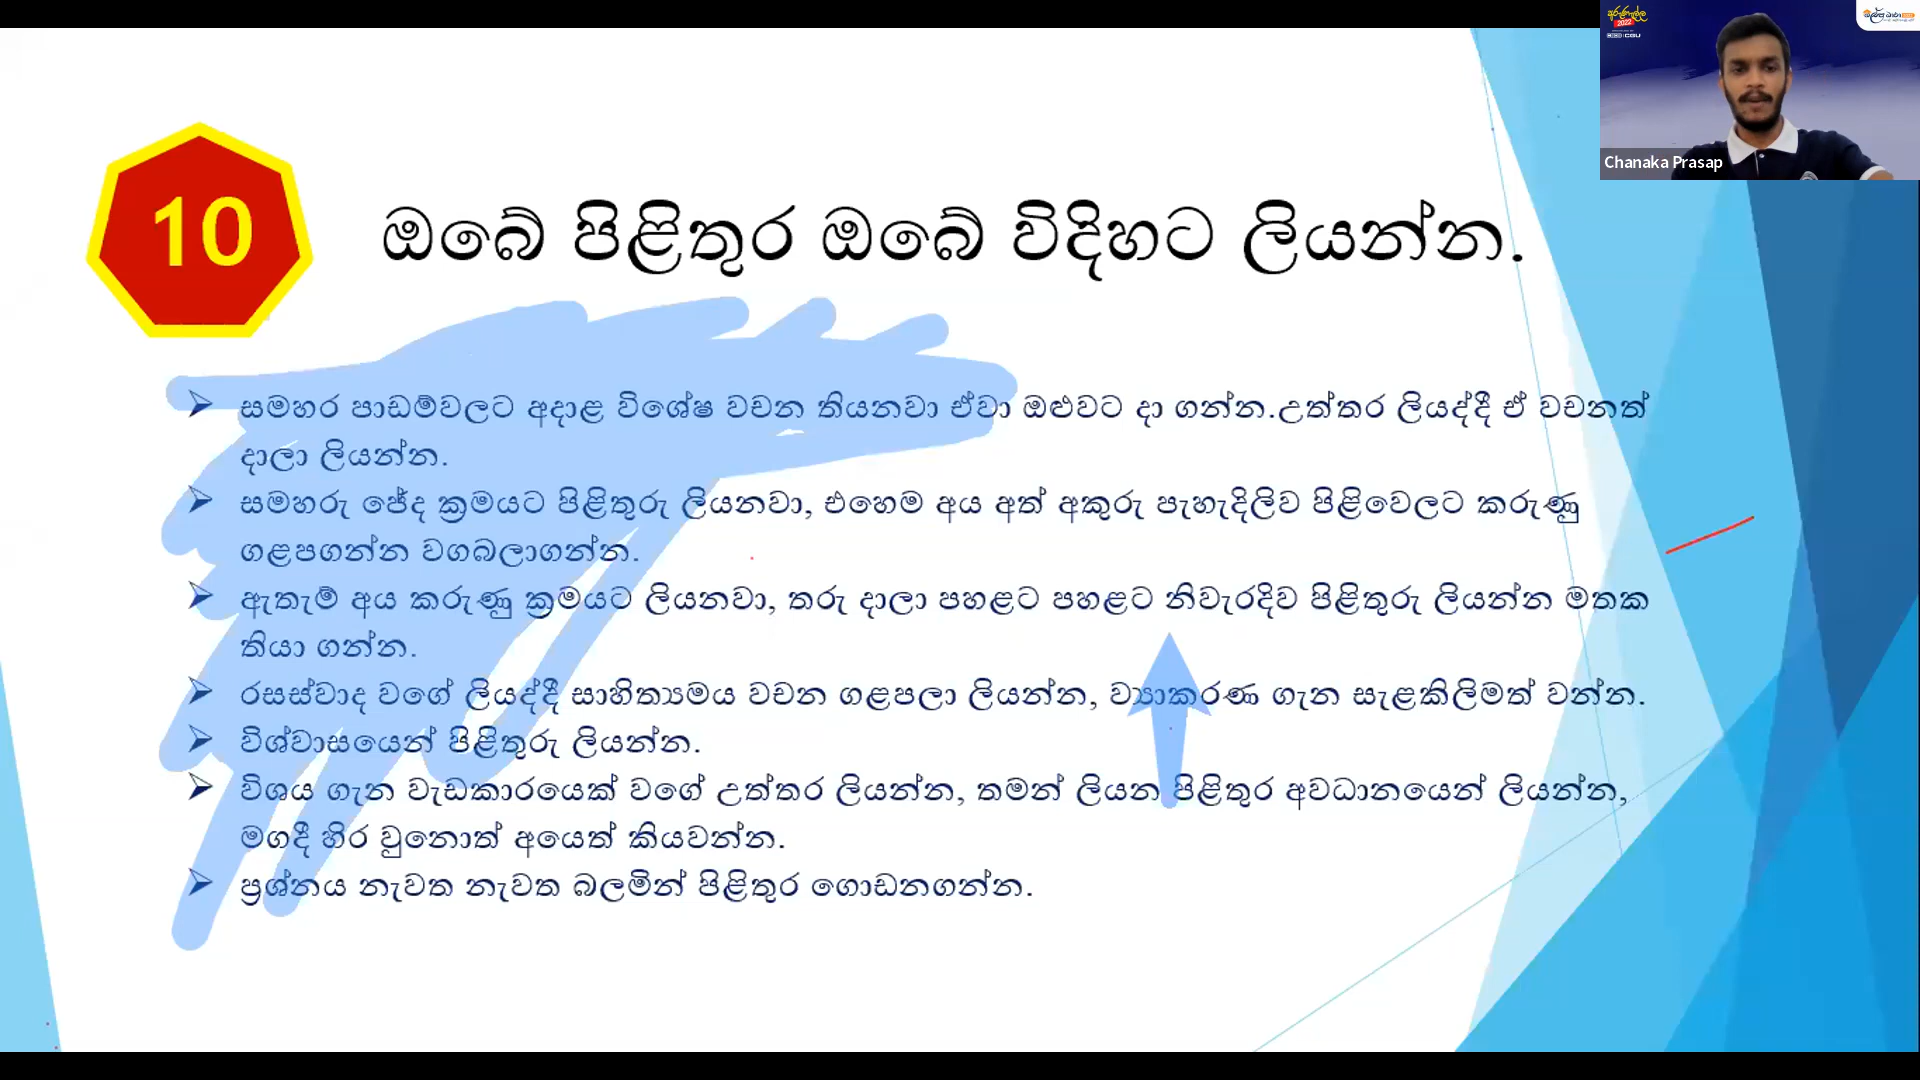 අරුණැල්ල
2022
CGU
Chanaka Prasap
10
ඔබේ පිළිතුර ඔබේ විදිහට ලියන්න.
සමහර පාඩම්වලට අදාළ විශේෂ වචන තියනවා ඒවා ඔළුවට දා ගන්න.උත්තර ලියද්දී ඒ වචනත්
දාලා ලියන්න.
සමහරු ජේද ක්‍රමයට පිළිතුරු ලියනවා, එහෙම අය අත් අකුරු පැහැදිලිව පිළිවෙලට කරුණු
ගළපගන්න වගබලාගන්න.
ඇතැම් අය කරුණු ක්‍රමයට ලියනවා, තරු දාලා පහළට පහළට නිවැරදිව පිළිතුරු ලියන්න මතක
තියා ගන්න.
රසස්වාද වගේ ලියද්දී සාහිත්‍යමය වචන ගළපලා ලියන්න, ව්‍යාකරණ ගැන සැළකිලිමත් වන්න.
විශ්වාසයෙන් පිළිතුරු ලියන්න.
විශය ගැන වැඩකාරයෙක් වගේ උත්තර ලියන්න, තමන් ලියන පිළිතුර අවධානයෙන් ලියන්න,
මගදී හිර වුනොත් අයෙත් කියවන්න.
ප්‍රශ්නය නැවත නැවත බලමින් පිළිතුර ගොඩනගන්න.